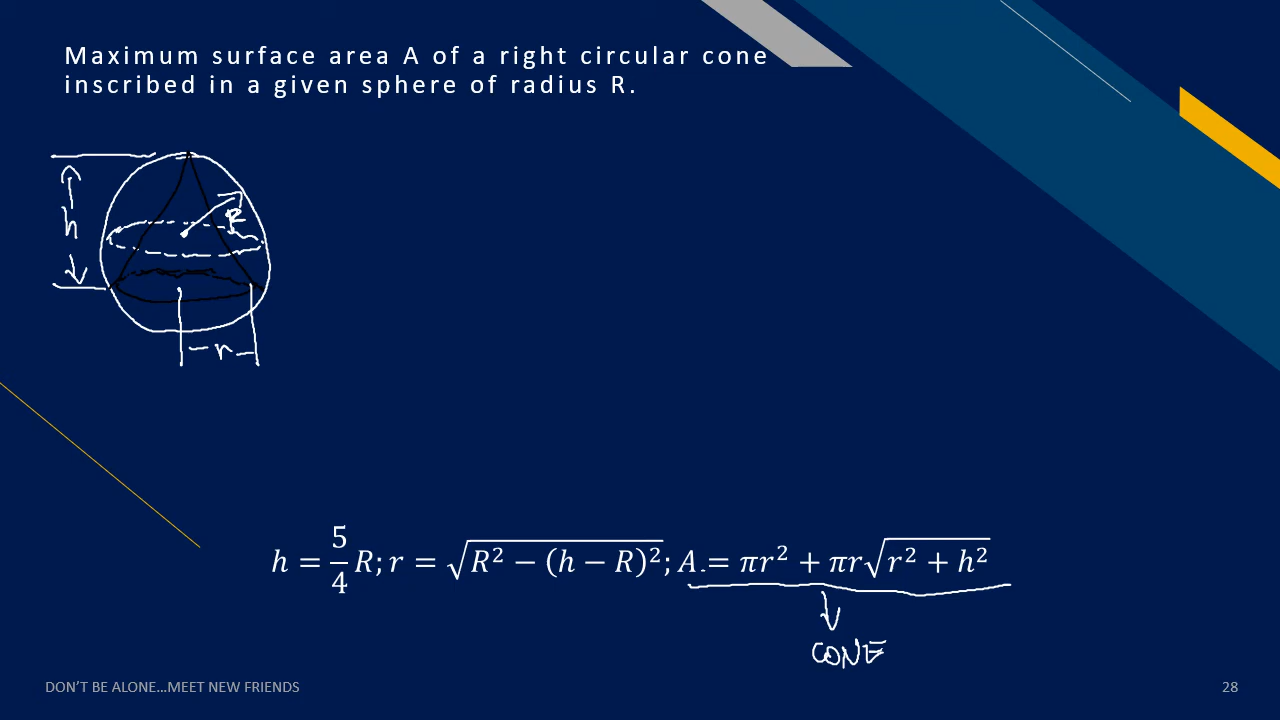 Maximum surface area A of a right circular cone
inscribed in a given sphere of radius R.
h
R
r
h = 5/4 R; r = √(R² − (h − R)²); A = πr² + πr√(r² + h²)
CONE
DON'T BE ALONE…MEET NEW FRIENDS
28